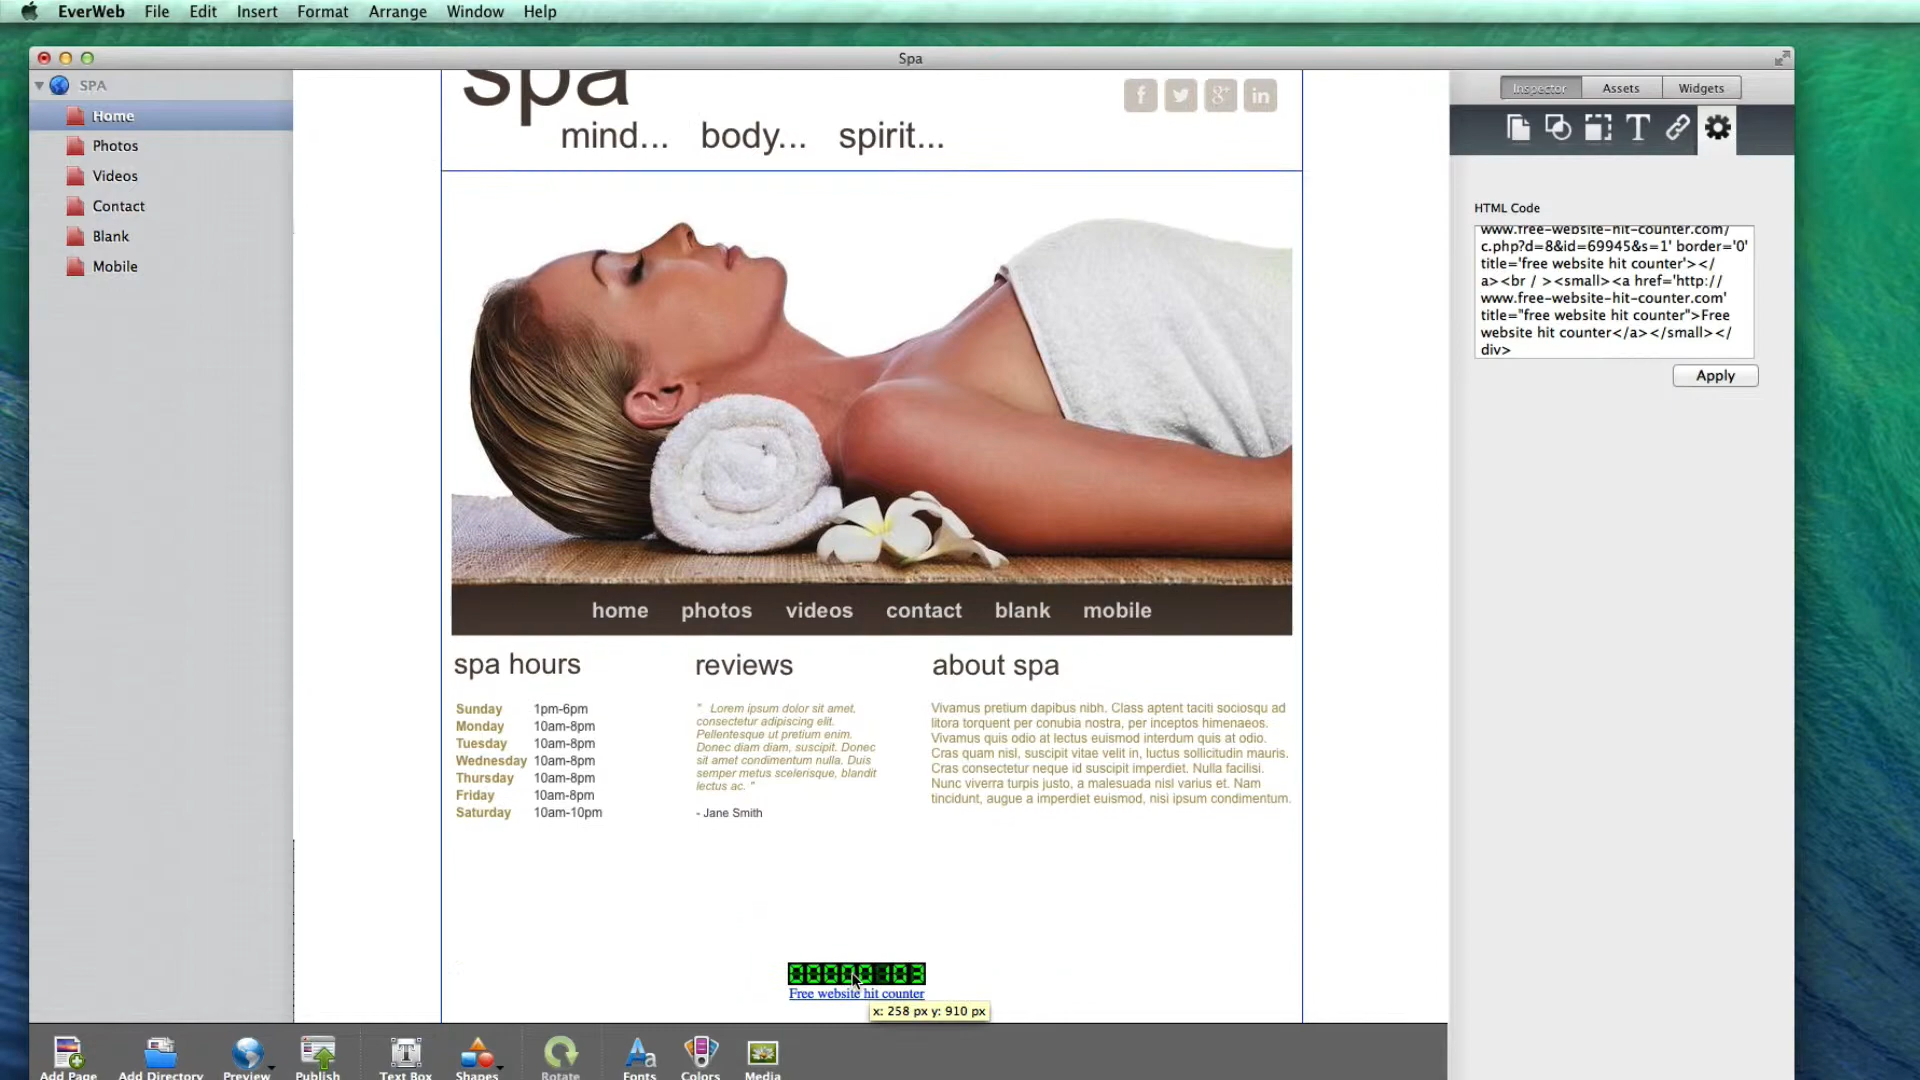 EverWeb File Edit Insert Format Arrange Window Help
Spa
SPA
Home
Photos
Videos
Contact
Blank
Mobile
spa
mind... body... spirit...
f g+ in
home photos videos contact blank mobile
spa hours
Sunday 1pm-6pm
Monday 10am-8pm
Tuesday 10am-8pm
Wednesday 10am-8pm
Thursday 10am-8pm
Friday 10am-8pm
Saturday 10am-10pm
reviews
" Lorem ipsum dolor sit amet,
consectetur adipiscing elit.
Pellentesque ut pretium enim.
Donec diam diam, suscipit. Donec
sit amet condimentum nulla. Duis
semper metus scelerisque, blandit
lectus ac. "
- Jane Smith
about spa
Vivamus pretium dapibus nibh. Class aptent taciti sociosqu ad
litora torquent per conubia nostra, per inceptos himenaeos.
Vivamus quis odio at lectus euismod interdum quis at odio.
Cras quam nisl, suscipit vitae velit in, luctus sollicitudin mauris.
Cras consectetur neque id suscipit imperdiet. Nulla facilisi.
Nunc viverra turpis justo, a malesuada nisl varius et. Nam
tincidunt, augue a imperdiet euismod, nisi ipsum condimentum.
00000103
Free website hit counter
x: 258 px y: 910 px
Inspector Assets Widgets
T
HTML Code
www.free-website-hit-counter.com/
c.php?d=8&id=69945&s=1' border='0'
title='free website hit counter'></
a><br / ><small><a href='http://
www.free-website-hit-counter.com'
title="free website hit counter">Free
website hit counter</a></small></
div>
Apply
Add Page Add Directory Preview Publish Text Box Shapes Rotate Fonts Colors Media